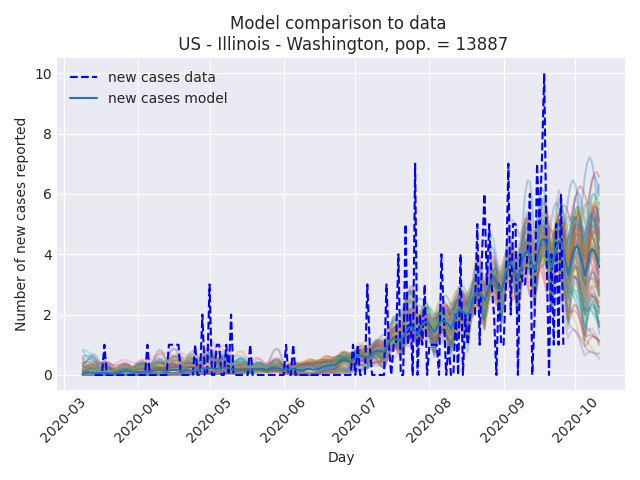 Model comparison to data
US - Illinois - Washington, pop. = 13887
new cases data
new cases model
Number of new cases reported
10
8
6
4
2
0
2020-03
2020-04
2020-05
2020-06
2020-07
2020-08
2020-09
2020-10
Day